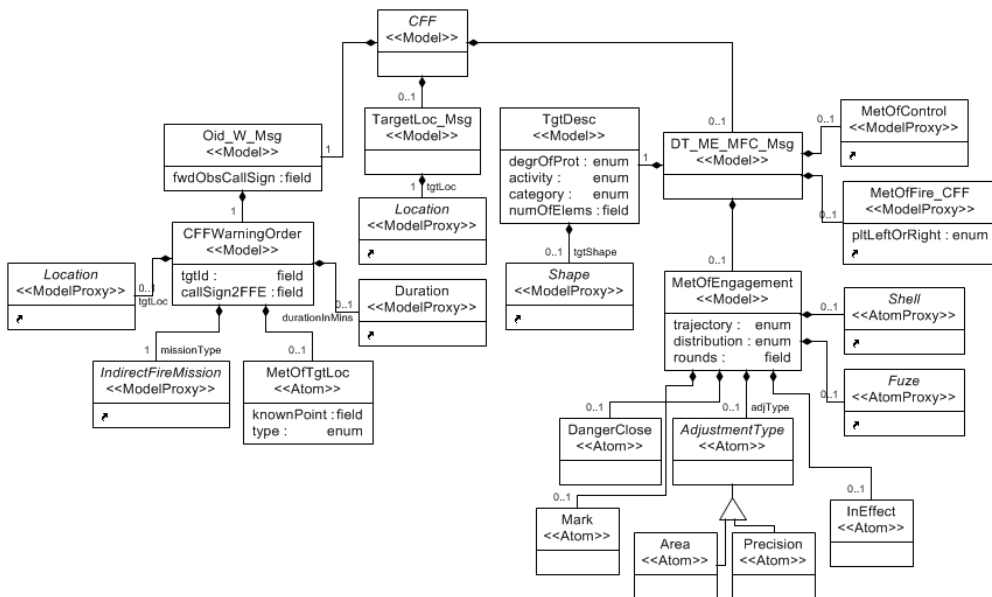 CFF
<<Model>>
0..1
0..1
Oid_W_Msg
<<Model>>
fwdObsCallSign : field
1
TargetLoc_Msg
<<Model>>
TgtDesc
<<Model>>
degrOfProt : enum
activity : enum
category : enum
numOfElems : field
1
DT_ME_MFC_Msg
<<Model>>
0..1
MetOfControl
<<ModelProxy>>
0..1
MetOfFire_CFF
<<ModelProxy>>
pltLeftOrRight : enum
1
1 tgtLoc
Location
<<ModelProxy>>
CFFWarningOrder
<<Model>>
tgtId : field
callSign2FFE : field
0..1 tgtShape
Shape
<<ModelProxy>>
0..1
Location
<<ModelProxy>>
0..1
tgtLoc
0..1
durationInMins
Duration
<<ModelProxy>>
MetOfEngagement
<<Model>>
trajectory : enum
distribution : enum
rounds : field
0..1
Shell
<<AtomProxy>>
0..1
Fuze
<<AtomProxy>>
1 missionType
0..1
IndirectFireMission
<<ModelProxy>>
MetOfTgtLoc
<<Atom>>
knownPoint : field
type : enum
0..1
0..1 adjType
DangerClose
<<Atom>>
AdjustmentType
<<Atom>>
0..1
0..1
Mark
<<Atom>>
InEffect
<<Atom>>
Area
<<Atom>>
Precision
<<Atom>>